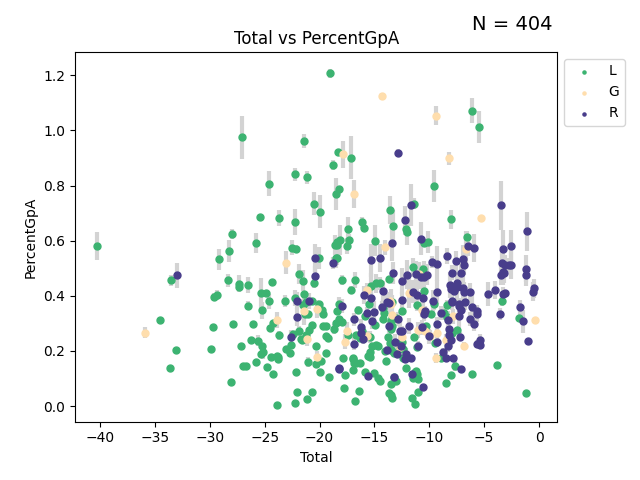 N = 404
Total vs PercentGpA
L
G
R
1.2
1.0
0.8
0.6
0.4
0.2
0.0
PercentGpA
−40 −35 −30 −25 −20 −15 −10 −5 0
Total